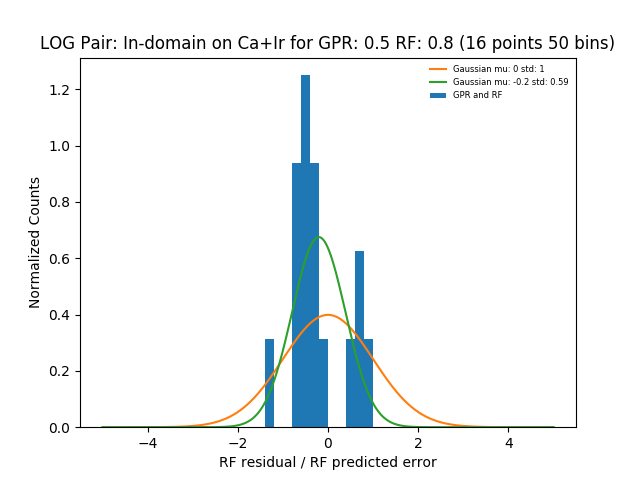 LOG Pair: In-domain on Ca+Ir for GPR: 0.5 RF: 0.8 (16 points 50 bins)
Gaussian mu: 0 std: 1
Gaussian mu: -0.2 std: 0.59
GPR and RF
Normalized Counts
1.2
1.0
0.8
0.6
0.4
0.2
0.0
−4 −2 0 2 4
RF residual / RF predicted error